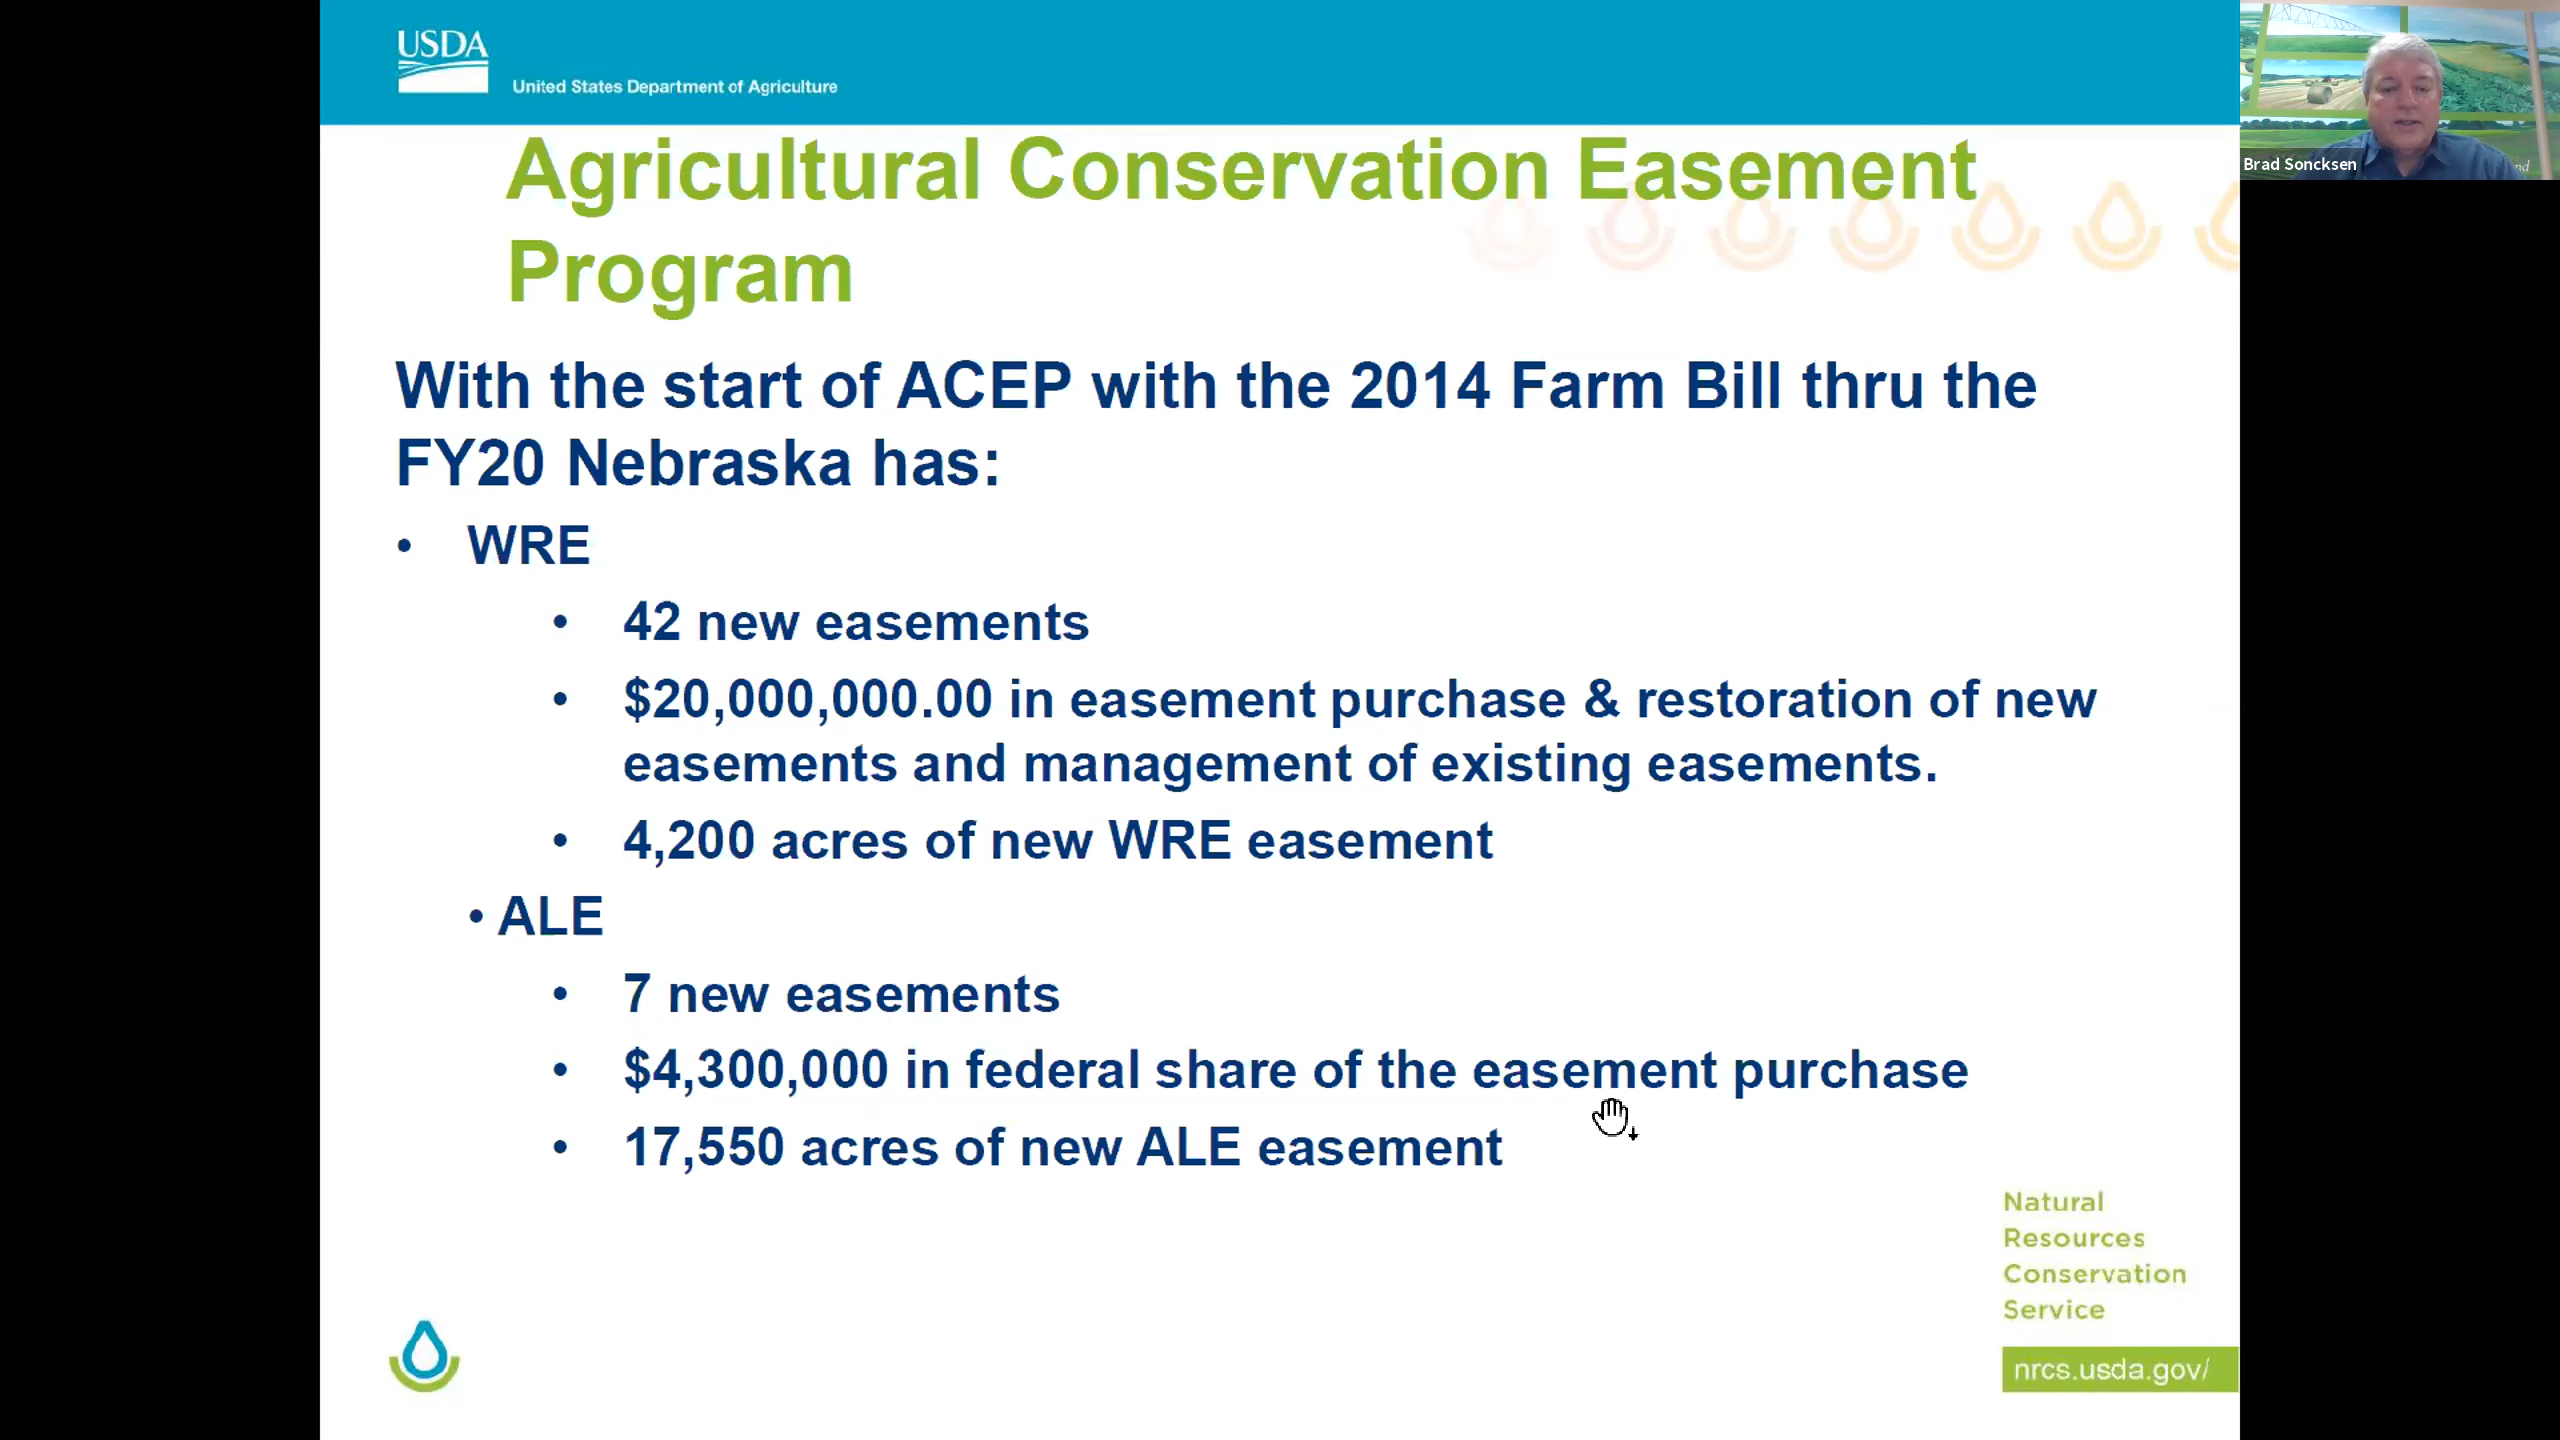 USDA
United States Department of Agriculture
Agricultural Conservation Easement
Program
With the start of ACEP with the 2014 Farm Bill thru the
FY20 Nebraska has:
• WRE
• 42 new easements
• $20,000,000.00 in easement purchase & restoration of new
easements and management of existing easements.
• 4,200 acres of new WRE easement
• ALE
• 7 new easements
• $4,300,000 in federal share of the easement purchase
• 17,550 acres of new ALE easement
Natural
Resources
Conservation
Service
nrcs.usda.gov/
Brad Soncksen